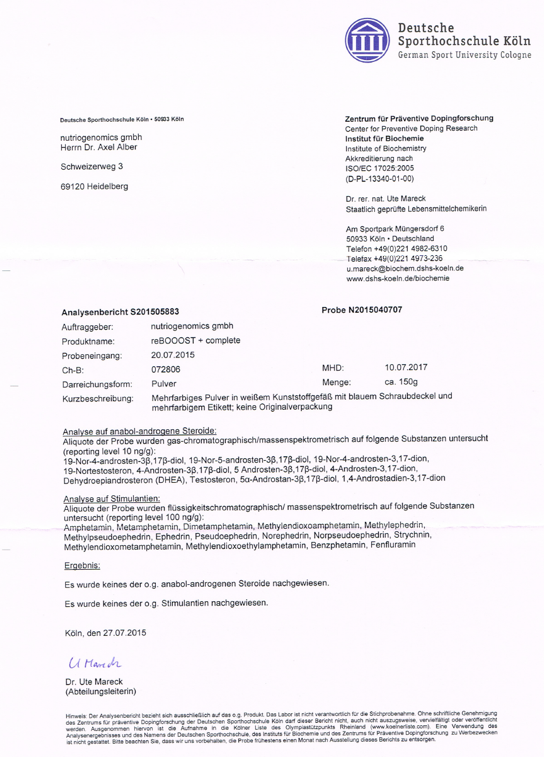 Deutsche
Sporthochschule Köln
German Sport University Cologne
Deutsche Sporthochschule Köln • 50933 Köln
nutriogenomics gmbh
Herrn Dr. Axel Alber
Schweizerweg 3
69120 Heidelberg
Zentrum für Präventive Dopingforschung
Center for Preventive Doping Research
Institut für Biochemie
Institute of Biochemistry
Akkreditierung nach
ISO/EC 17025:2005
(D-PL-13340-01-00)
Dr. rer. nat. Ute Mareck
Staatlich geprüfte Lebensmittelchemikerin
Am Sportpark Müngersdorf 6
50933 Köln • Deutschland
Telefon +49(0)221 4982-6310
Telefax +49(0)221 4973-236
u.mareck@biochem.dshs-koeln.de
www.dshs-koeln.de/biochemie
Analysenbericht S201505883 Probe N2015040707
Auftraggeber: nutriogenomics gmbh
Produktname: reBOOOST + complete
Probeneingang: 20.07.2015
Ch-B: 072806 MHD: 10.07.2017
Darreichungsform: Pulver Menge: ca. 150g
Kurzbeschreibung: Mehrfarbiges Pulver in weißem Kunststoffgefäß mit blauem Schraubdeckel und
mehrfarbigem Etikett; keine Originalverpackung
Analyse auf anabol-androgene Steroide:
Aliquote der Probe wurden gas-chromatographisch/massenspektrometrisch auf folgende Substanzen untersucht
(reporting level 10 ng/g):
19-Nor-4-androsten-3β,17β-diol, 19-Nor-5-androsten-3β,17β-diol, 19-Nor-4-androsten-3,17-dion,
19-Nortestosteron, 4-Androsten-3β,17β-diol, 5 Androsten-3β,17β-diol, 4-Androsten-3,17-dion,
Dehydroepiandrosteron (DHEA), Testosteron, 5α-Androstan-3β,17β-diol, 1,4-Androstadien-3,17-dion
Analyse auf Stimulantien:
Aliquote der Probe wurden flüssigkeitschromatographisch/ massenspektrometrisch auf folgende Substanzen
untersucht (reporting level 100 ng/g):
Amphetamin, Metamphetamin, Dimetamphetamin, Methylendioxoamphetamin, Methylephedrin,
Methylpseudoephedrin, Ephedrin, Pseudoephedrin, Norephedrin, Norpseudoephedrin, Strychnin,
Methylendioxometamphetamin, Methylendioxoethylamphetamin, Benzphetamin, Fenfluramin
Ergebnis:
Es wurde keines der o.g. anabol-androgenen Steroide nachgewiesen.
Es wurde keines der o.g. Stimulantien nachgewiesen.
Köln, den 27.07.2015
U Mareck
Dr. Ute Mareck
(Abteilungsleiterin)
Hinweis: Der Analysenbericht bezieht sich ausschließlich auf das o g. Produkt. Das Labor ist nicht verantwortlich für die Stichprobenahme. Ohne schriftliche Genehmigung
des Zentrums für präventive Dopingforschung der Deutschen Sporthochschule Köln darf dieser Bericht nicht, auch nicht auszugsweise, vervielfältigt oder veröffentlicht
werden. Ausgenommen hiervon ist die Aufnahme in die Kölner Liste des Olympiastützpunkts Rheinland (www.koelnerliste.com). Eine Verwendung des
Analysenergebnisses und des Namens der Deutschen Sporthochschule, des Instituts für Biochemie und des Zentrums für Präventive Dopingforschung zu Werbezwecken
ist nicht gestattet. Bitte beachten Sie, dass wir uns vorbehalten, die Probe frühestens einen Monat nach Ausstellung dieses Berichts zu entsorgen.